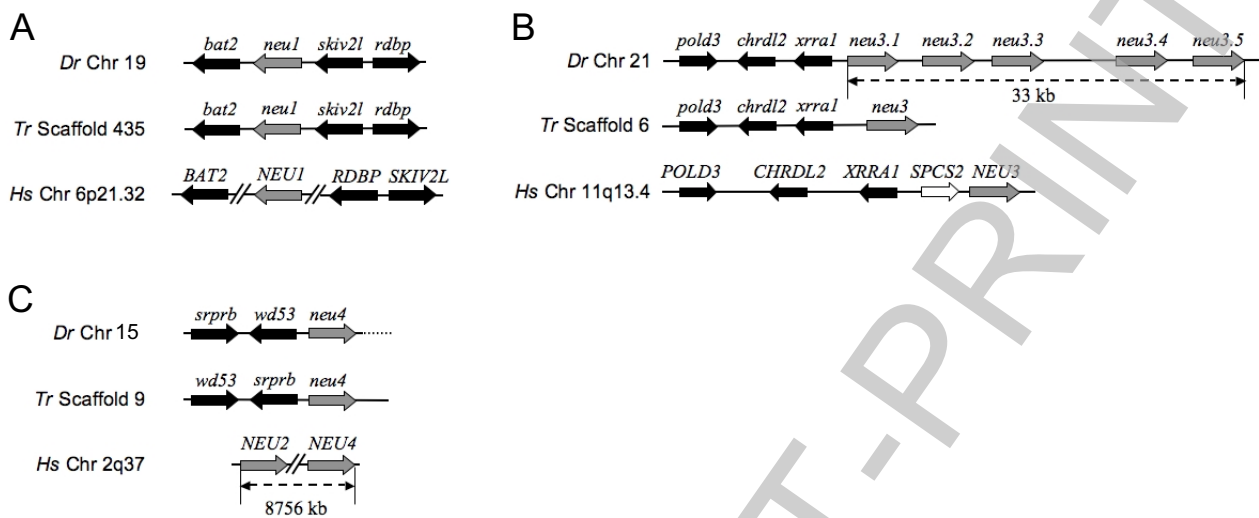 A
bat2 neu1 skiv2l rdbp
Dr Chr 19
bat2 neu1 skiv2l rdbp
Tr Scaffold 435
BAT2 NEU1 RDBP SKIV2L
Hs Chr 6p21.32
B
pold3 chrdl2 xrra1 neu3.1 neu3.2 neu3.3 neu3.4 neu3.5
Dr Chr 21
33 kb
pold3 chrdl2 xrra1 neu3
Tr Scaffold 6
POLD3 CHRDL2 XRRA1 SPCS2 NEU3
Hs Chr 11q13.4
C
srprb wd53 neu4
Dr Chr 15
wd53 srprb neu4
Tr Scaffold 9
NEU2 NEU4
Hs Chr 2q37
8756 kb
T-PRINT